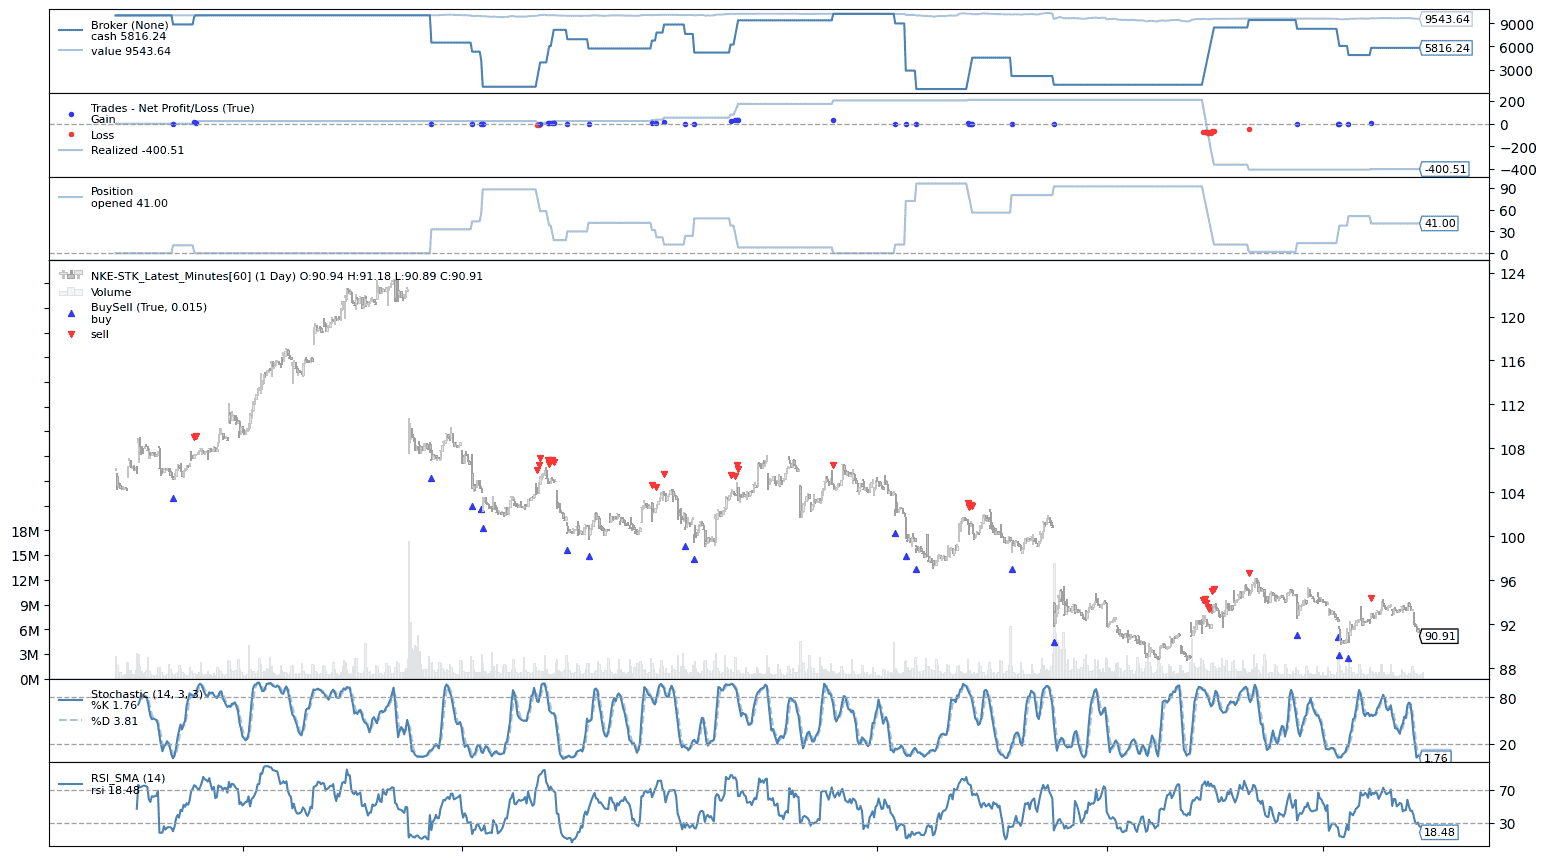 Broker (None)
cash 5816.24
value 9543.64
9543.64
5816.24
9000
6000
3000
Trades - Net Profit/Loss (True)
Gain
Loss
Realized -400.51
-400.51
200
0
−200
−400
Position
opened 41.00
41.00
90
60
30
0
NKE-STK_Latest_Minutes[60] (1 Day) O:90.94 H:91.18 L:90.89 C:90.91
Volume
BuySell (True, 0.015)
buy
sell
124
120
116
112
108
104
100
96
92
88
90.91
18M
15M
12M
9M
6M
3M
0M
Stochastic (14, 3, 3)
%K 1.76
%D 3.81
80
20
1.76
RSI_SMA (14)
rsi 18.48
70
30
18.48